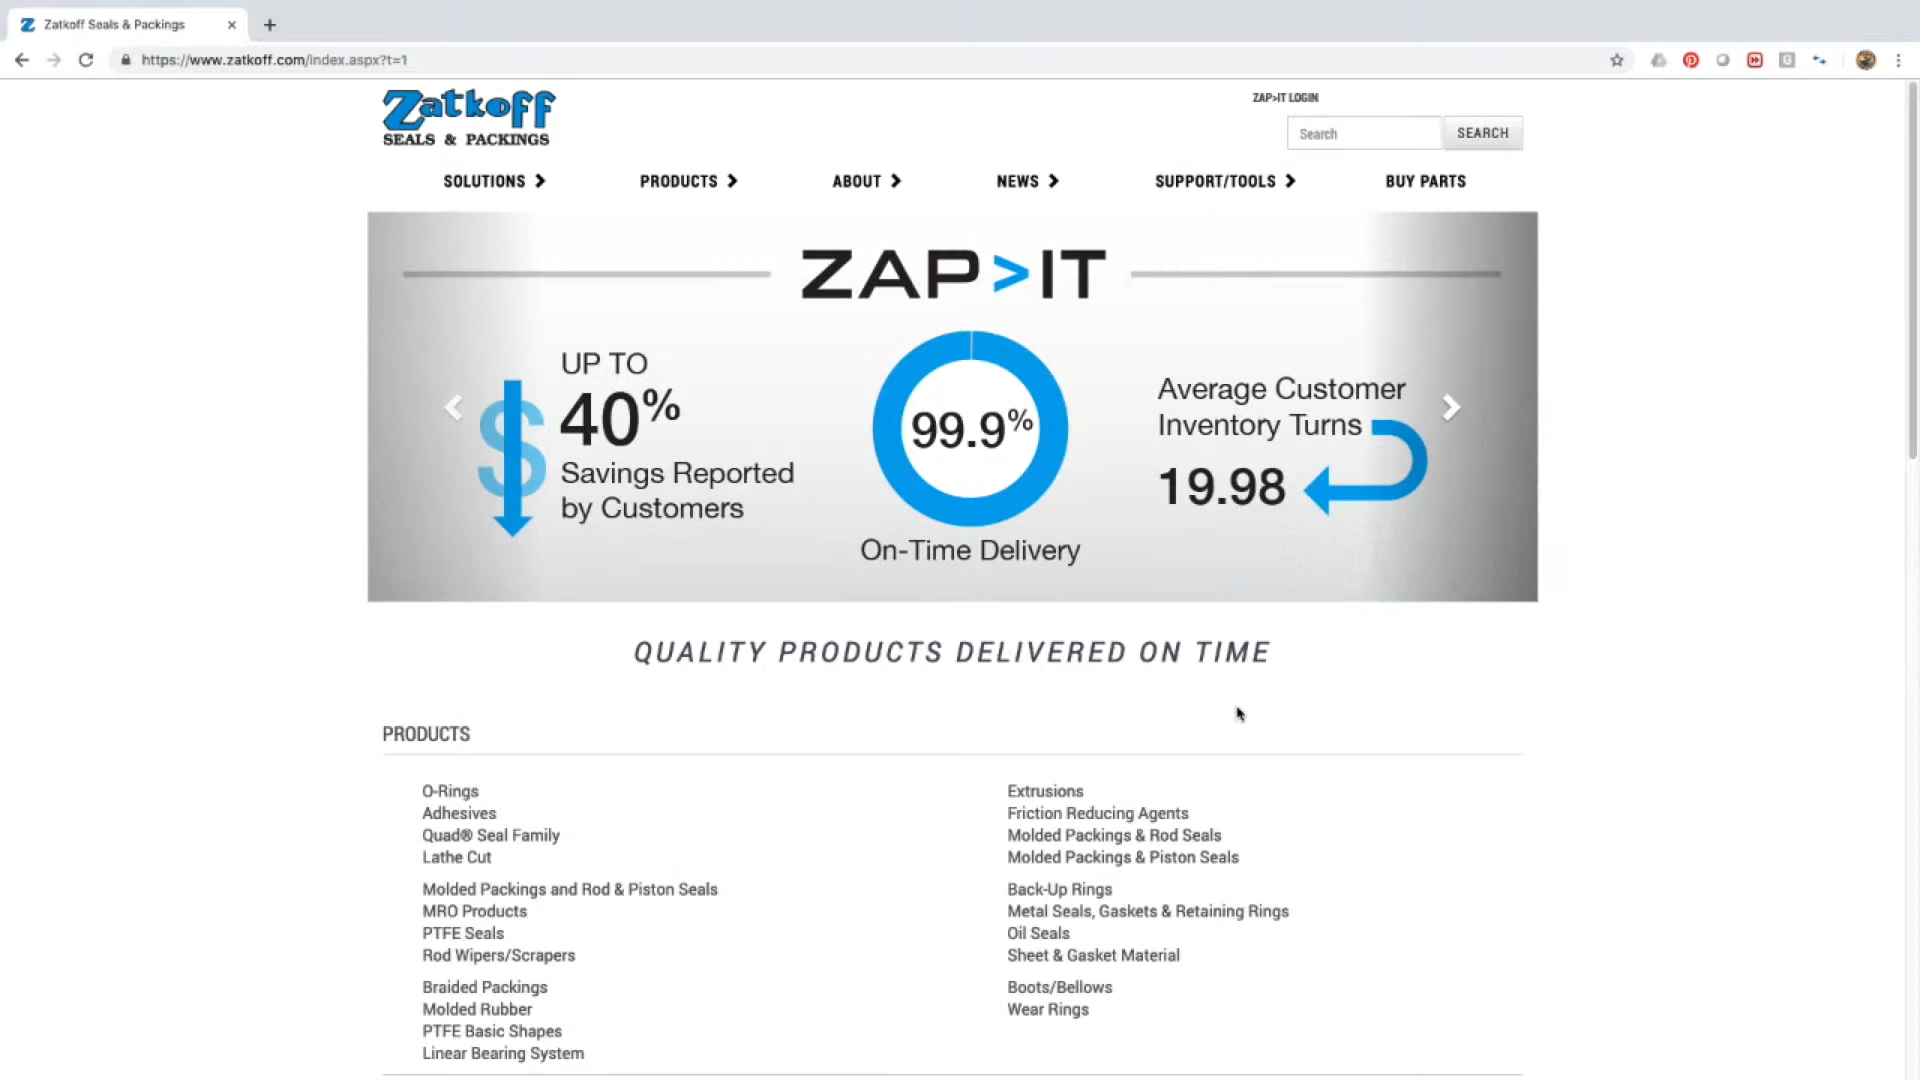 Zatkoff Seals & Packings
https://www.zatkoff.com/index.aspx?t=1
Zatkoff
SEALS & PACKINGS
ZAP>IT LOGIN
Search
SEARCH
SOLUTIONS
PRODUCTS
ABOUT
NEWS
SUPPORT/TOOLS
BUY PARTS
ZAP>IT
UP TO
40%
Savings Reported
by Customers
$
99.9%
On-Time Delivery
Average Customer
Inventory Turns
19.98
QUALITY PRODUCTS DELIVERED ON TIME
PRODUCTS
O-Rings
Adhesives
Quad® Seal Family
Lathe Cut
Molded Packings and Rod & Piston Seals
MRO Products
PTFE Seals
Rod Wipers/Scrapers
Braided Packings
Molded Rubber
PTFE Basic Shapes
Linear Bearing System
Extrusions
Friction Reducing Agents
Molded Packings & Rod Seals
Molded Packings & Piston Seals
Back-Up Rings
Metal Seals, Gaskets & Retaining Rings
Oil Seals
Sheet & Gasket Material
Boots/Bellows
Wear Rings